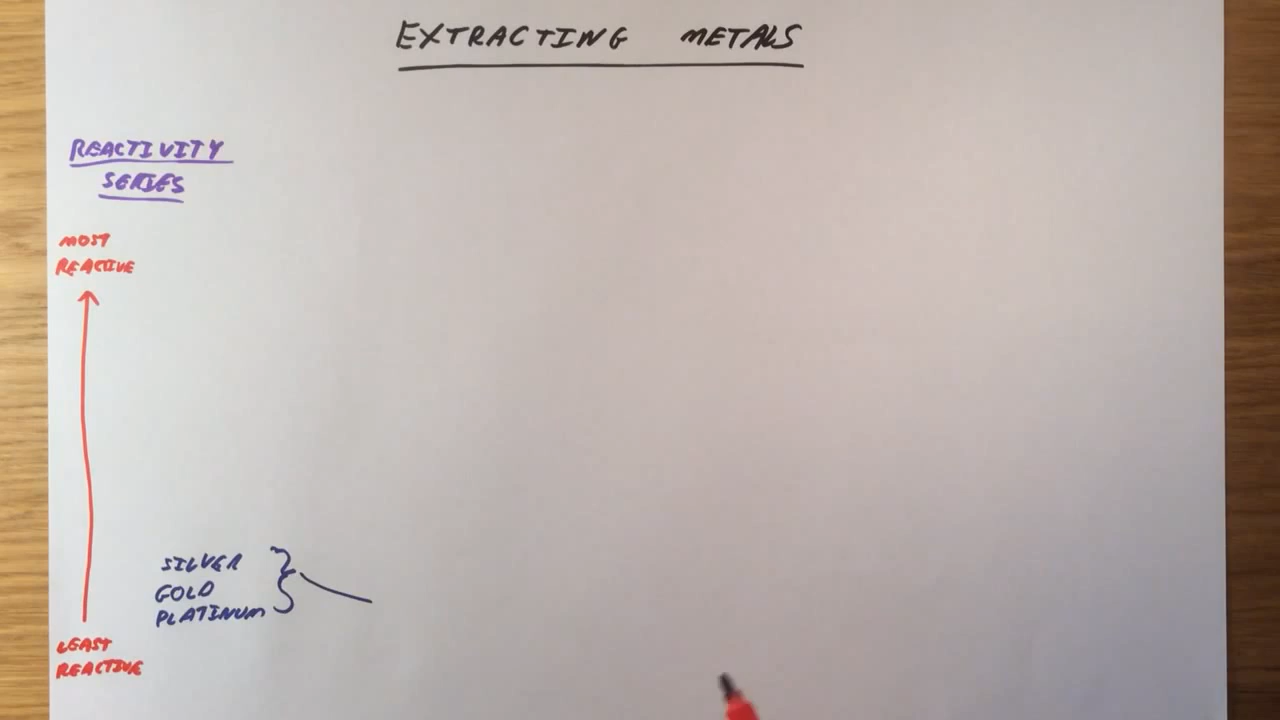 EXTRACTING METALS
REACTIVITY
SERIES
MOST
REACTIVE
SILVER
GOLD
PLATINUM
LEAST
REACTIVE